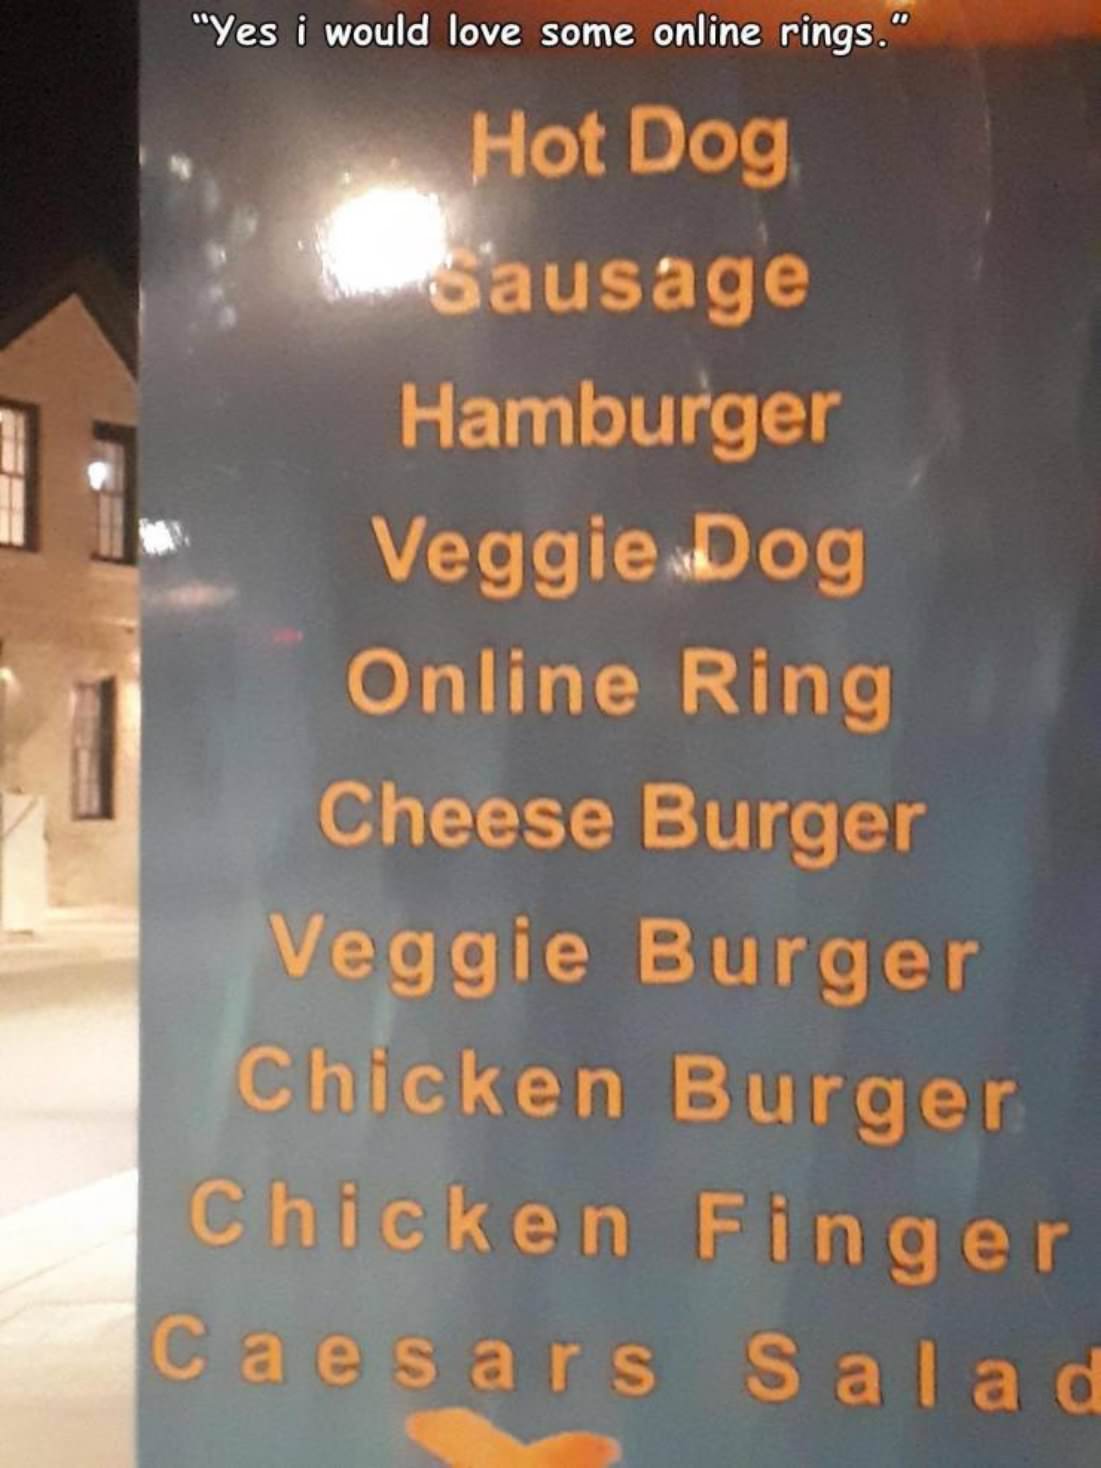 “Yes i would love some online rings.”
Hot Dog
Sausage
Hamburger
Veggie Dog
Online Ring
Cheese Burger
Veggie Burger
Chicken Burger
Chicken Finger
Caesars Salad